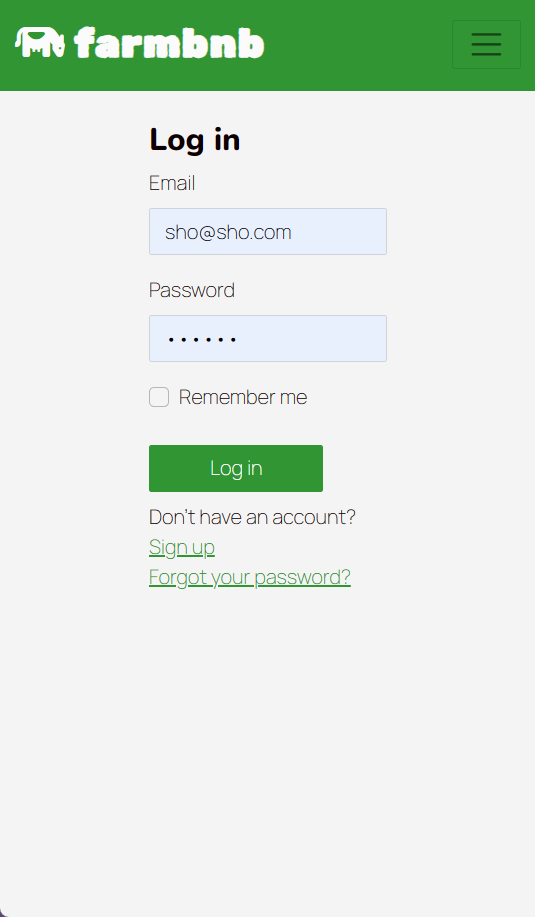 farmbnb
Log in
Email
sho@sho.com
Password
••••••
Remember me
Log in
Don't have an account?
Sign up
Forgot your password?